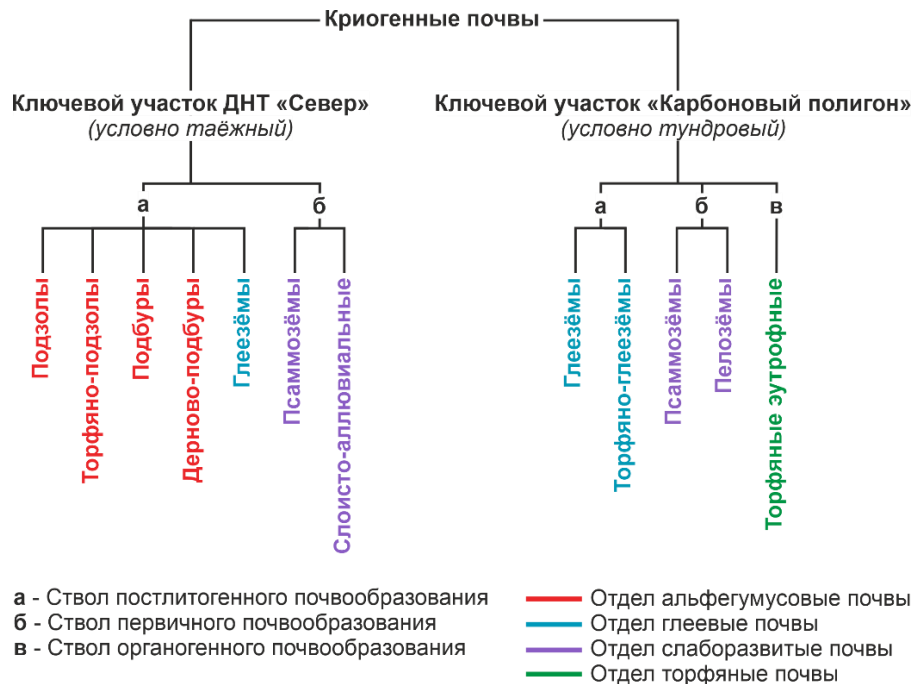 Криогенные почвы
Ключевой участок ДНТ «Север»
(условно таёжный)
Ключевой участок «Карбоновый полигон»
(условно тундровый)
а
б
а
б
в
Подзолы
Торфяно-подзолы
Подбуры
Дерново-подбуры
Глеезёмы
Псаммозёмы
Слоисто-аллювиальные
Глеезёмы
Торфяно-глеезёмы
Псаммозёмы
Пелозёмы
Торфяные эутрофные
а - Ствол постлитогенного почвообразования
б - Ствол первичного почвообразования
в - Ствол органогенного почвообразования
Отдел альфегумусовые почвы
Отдел глеевые почвы
Отдел слаборазвитые почвы
Отдел торфяные почвы